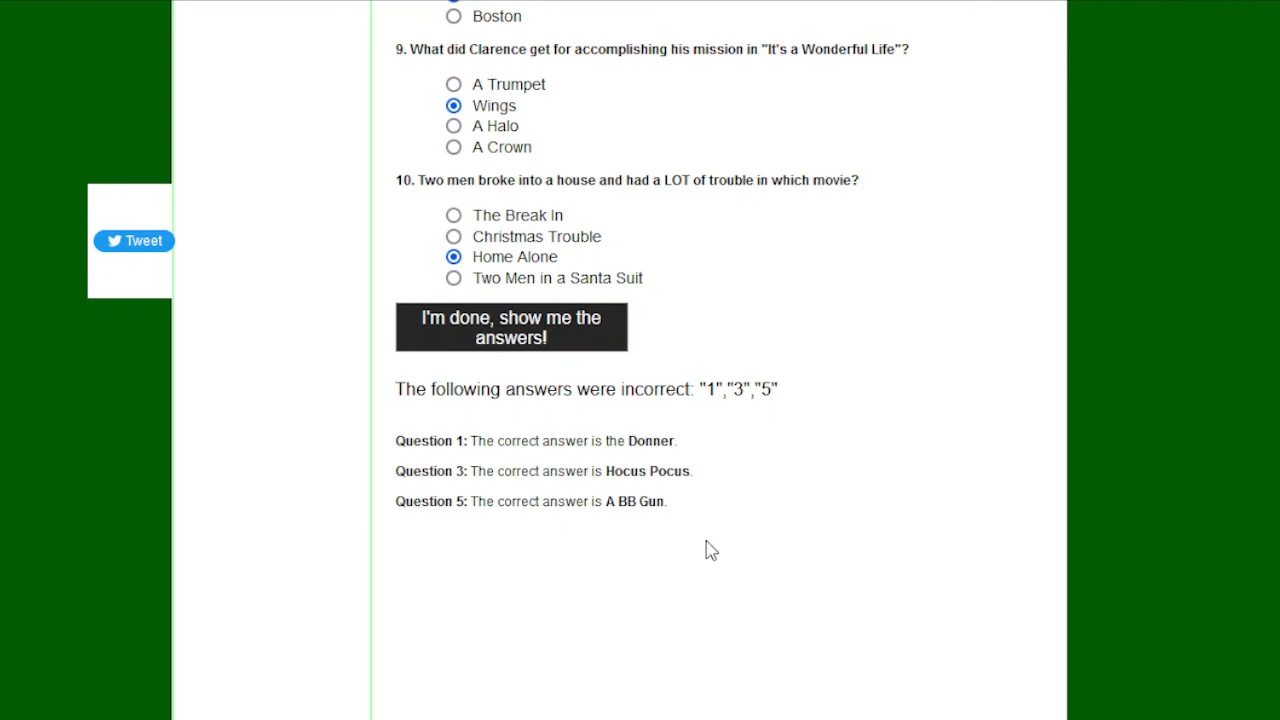 Boston
9. What did Clarence get for accomplishing his mission in "It's a Wonderful Life"?
A Trumpet
Wings
A Halo
A Crown
10. Two men broke into a house and had a LOT of trouble in which movie?
The Break In
Tweet
Christmas Trouble
Home Alone
Two Men in a Santa Suit
I'm done, show me the
answers!
The following answers were incorrect: "1","3","5"
Question 1: The correct answer is the Donner.
Question 3: The correct answer is Hocus Pocus.
Question 5: The correct answer is A BB Gun.